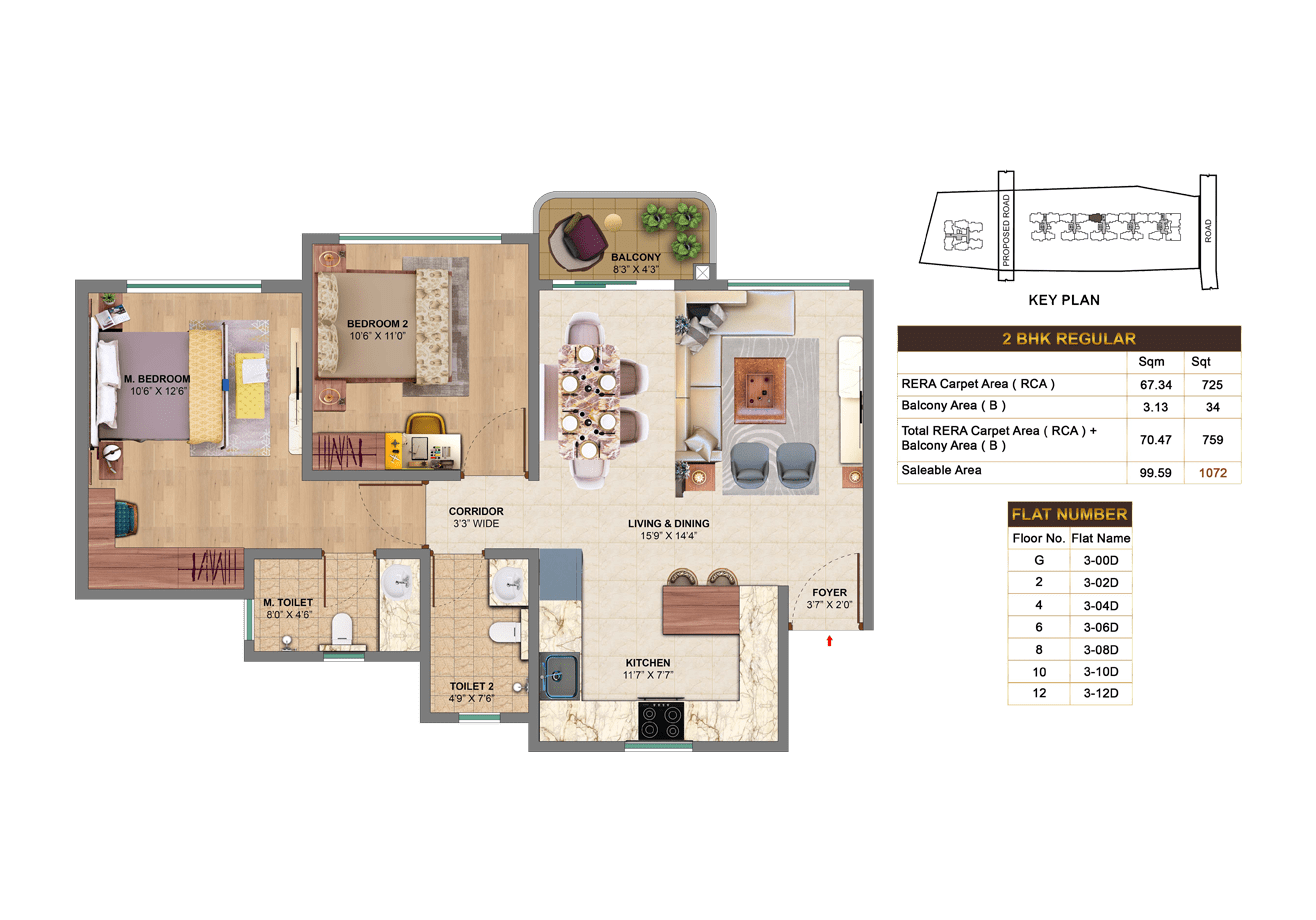 BALCONY
8'3" X 4'3"
BEDROOM 2
10'6" X 11'0"
M. BEDROOM
10'6" X 12'6"
CORRIDOR
3'3" WIDE
LIVING & DINING
15'9" X 14'4"
M. TOILET
8'0" X 4'6"
FOYER
3'7" X 2'0"
KITCHEN
11'7" X 7'7"
TOILET 2
4'9" X 7'6"
PROPOSED ROAD
ROAD
KEY PLAN
2 BHK REGULAR
Sqm Sqt
RERA Carpet Area ( RCA ) 67.34 725
Balcony Area ( B ) 3.13 34
Total RERA Carpet Area ( RCA ) +
Balcony Area ( B ) 70.47 759
Saleable Area 99.59 1072
FLAT NUMBER
Floor No. Flat Name
G 3-00D
2 3-02D
4 3-04D
6 3-06D
8 3-08D
10 3-10D
12 3-12D